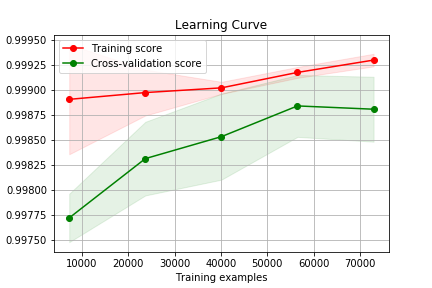 Learning Curve
0.99950
0.99925
0.99900
0.99875
0.99850
0.99825
0.99800
0.99775
0.99750
Training score
Cross-validation score
10000 20000 30000 40000 50000 60000 70000
Training examples